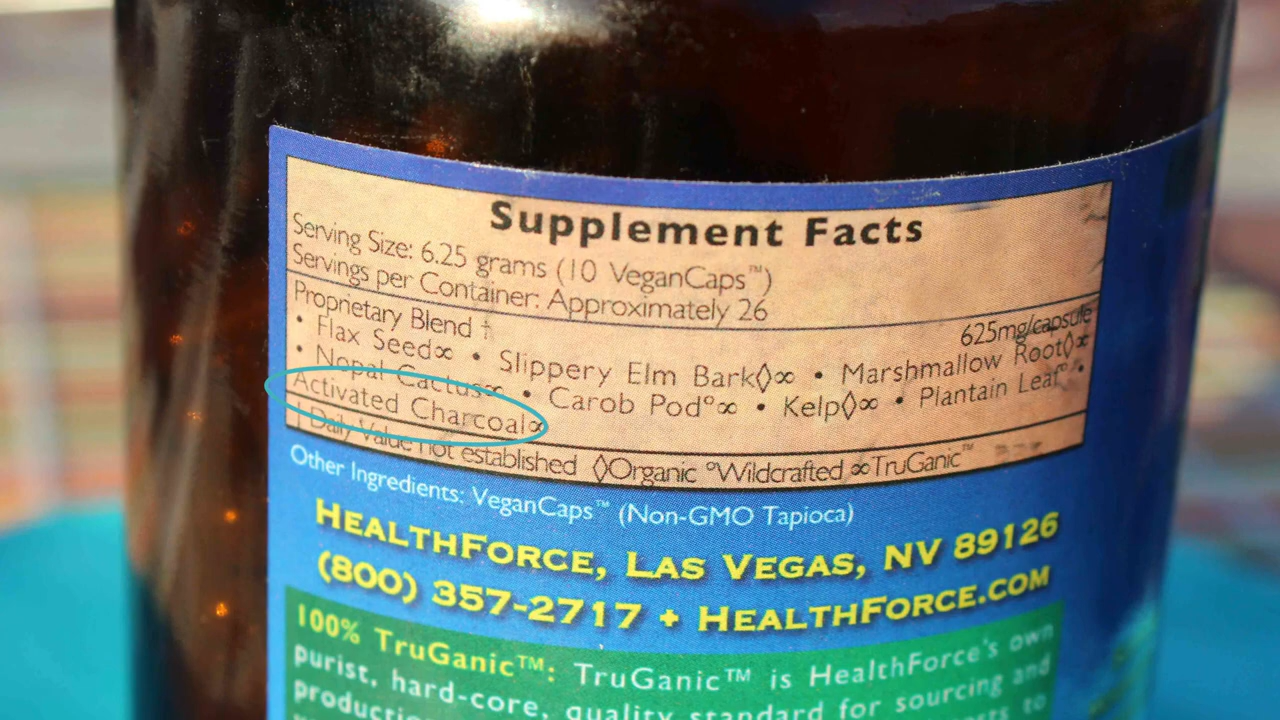 Supplement Facts
Serving Size: 6.25 grams (10 VeganCaps™)
Servings per Container: Approximately 26
Proprietary Blend † 625mg/capsule
• Flax Seed∞ • Slippery Elm Bark◊∞ • Marshmallow Root◊∞
• Nopal Cactus∞ • Carob Pod°∞ • Kelp◊∞ • Plantain Leaf° •
Activated Charcoal∞
† Daily Value not established ◊Organic °Wildcrafted ∞TruGanic™
Other Ingredients: VeganCaps™ (Non-GMO Tapioca)
HealthForce, Las Vegas, NV 89126
(800) 357-2717 + HealthForce.com
100% TruGanic™: TruGanic™ is HealthForce's own
purist, hard-core, quality standard for sourcing and
to